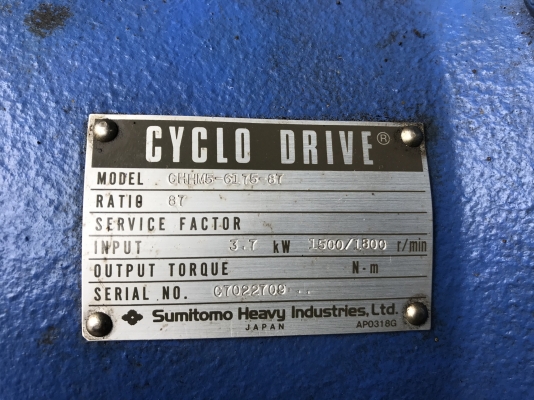 CYCLO DRIVE®
MODEL CHHM5-6175-87
RATIO 87
SERVICE FACTOR
INPUT 3.7 kW 1500/1800 r/min
OUTPUT TORQUE N-m
SERIAL NO. C7022709 ..
Sumitomo Heavy Industries, Ltd.
JAPAN
AP0318G